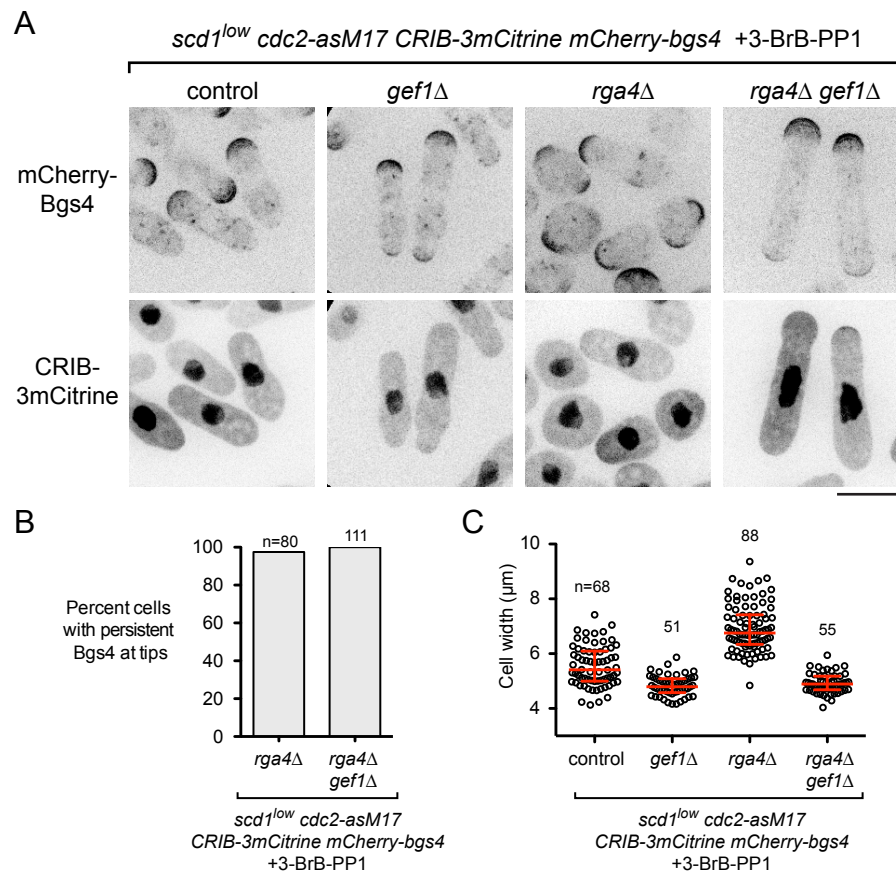 A
scd1low cdc2-asM17 CRIB-3mCitrine mCherry-bgs4 +3-BrB-PP1
control gef1Δ rga4Δ rga4Δ gef1Δ
mCherry-
Bgs4
CRIB-
3mCitrine
B
Percent cells
with persistent
Bgs4 at tips
100
80
60
40
20
0
n=80 111
rga4Δ rga4Δ
gef1Δ
scd1low cdc2-asM17
CRIB-3mCitrine mCherry-bgs4
+3-BrB-PP1
C
Cell width (µm)
10
8
6
4
n=68 51 88 55
control gef1Δ rga4Δ rga4Δ
gef1Δ
scd1low cdc2-asM17
CRIB-3mCitrine mCherry-bgs4
+3-BrB-PP1